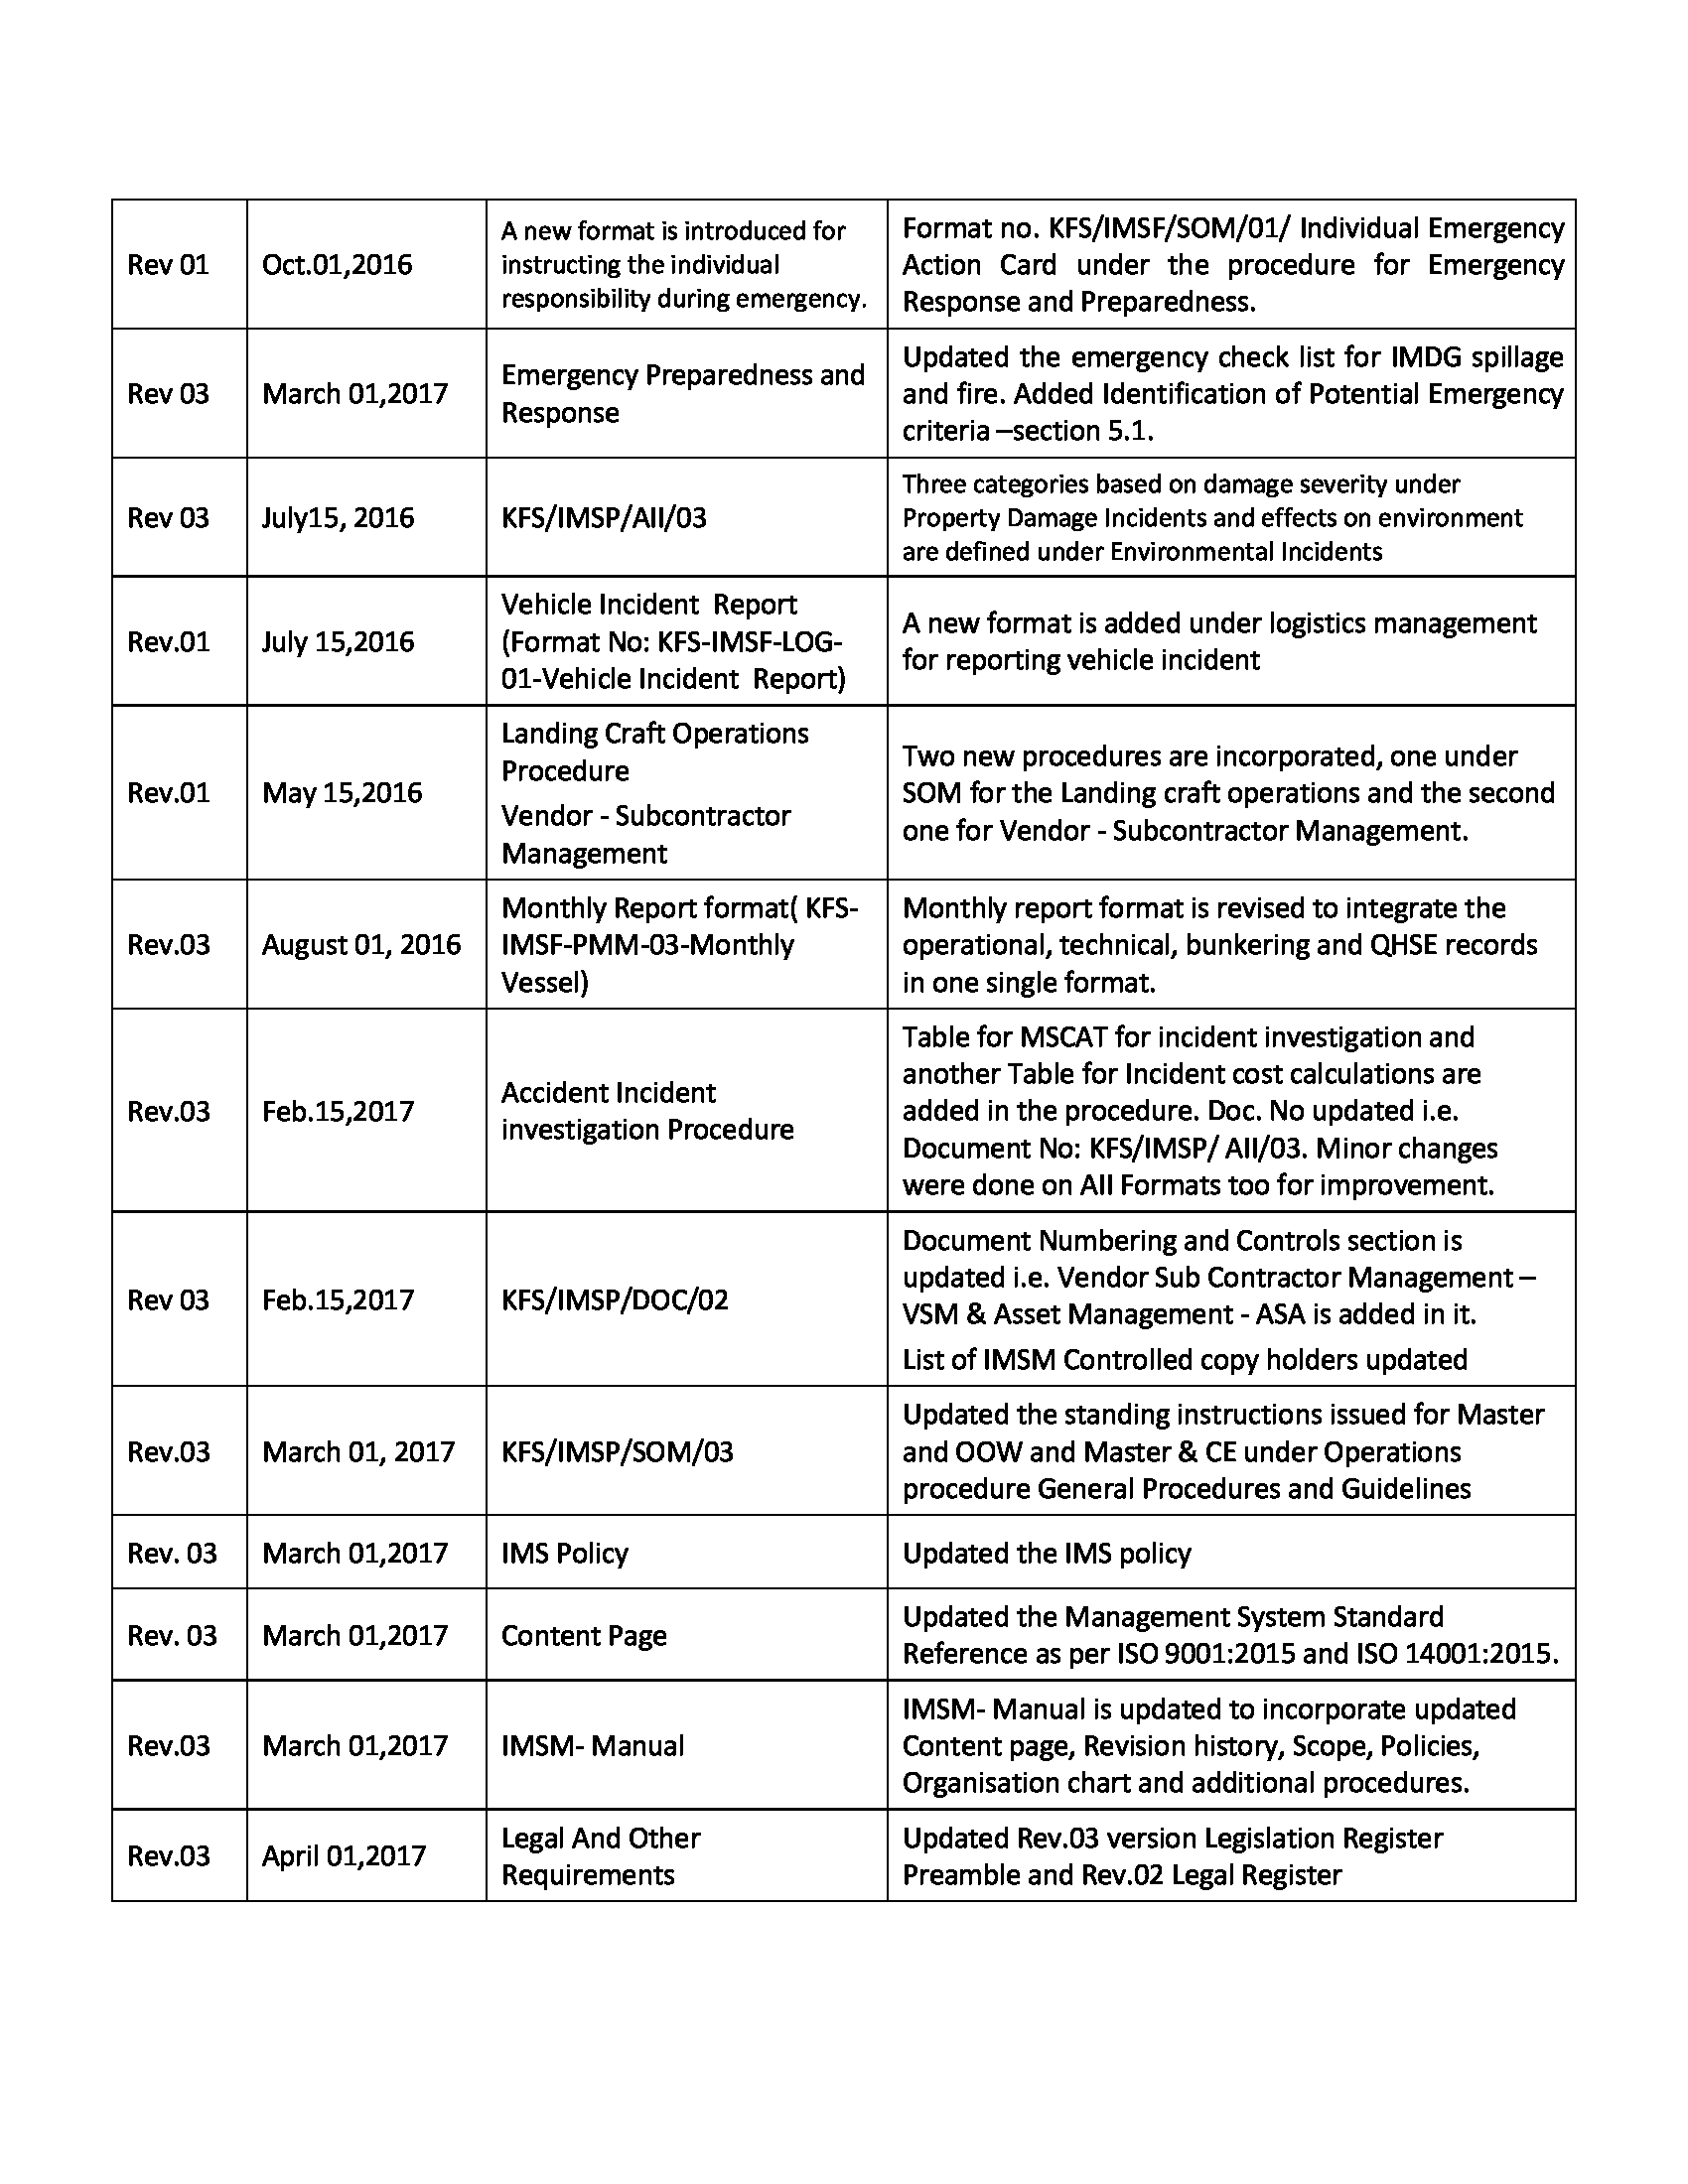 Rev 01
Oct.01,2016
A new format is introduced for
instructing the individual
responsibility during emergency.
Format no. KFS/IMSF/SOM/01/ Individual Emergency
Action Card under the procedure for Emergency
Response and Preparedness.
Rev 03
March 01,2017
Emergency Preparedness and
Response
Updated the emergency check list for IMDG spillage
and fire. Added Identification of Potential Emergency
criteria –section 5.1.
Rev 03
July15, 2016
KFS/IMSP/AII/03
Three categories based on damage severity under
Property Damage Incidents and effects on environment
are defined under Environmental Incidents
Rev.01
July 15,2016
Vehicle Incident  Report
(Format No: KFS-IMSF-LOG-
01-Vehicle Incident  Report)
A new format is added under logistics management
for reporting vehicle incident
Rev.01
May 15,2016
Landing Craft Operations
Procedure
Vendor - Subcontractor
Management
Two new procedures are incorporated, one under
SOM for the Landing craft operations and the second
one for Vendor - Subcontractor Management.
Rev.03
August 01, 2016
Monthly Report format( KFS-
IMSF-PMM-03-Monthly
Vessel)
Monthly report format is revised to integrate the
operational, technical, bunkering and QHSE records
in one single format.
Rev.03
Feb.15,2017
Accident Incident
investigation Procedure
Table for MSCAT for incident investigation and
another Table for Incident cost calculations are
added in the procedure. Doc. No updated i.e.
Document No: KFS/IMSP/ AII/03. Minor changes
were done on AII Formats too for improvement.
Rev 03
Feb.15,2017
KFS/IMSP/DOC/02
Document Numbering and Controls section is
updated i.e. Vendor Sub Contractor Management –
VSM & Asset Management - ASA is added in it.
List of IMSM Controlled copy holders updated
Rev.03
March 01, 2017
KFS/IMSP/SOM/03
Updated the standing instructions issued for Master
and OOW and Master & CE under Operations
procedure General Procedures and Guidelines
Rev. 03
March 01,2017
IMS Policy
Updated the IMS policy
Rev. 03
March 01,2017
Content Page
Updated the Management System Standard
Reference as per ISO 9001:2015 and ISO 14001:2015.
Rev.03
March 01,2017
IMSM- Manual
IMSM- Manual is updated to incorporate updated
Content page, Revision history, Scope, Policies,
Organisation chart and additional procedures.
Rev.03
April 01,2017
Legal And Other
Requirements
Updated Rev.03 version Legislation Register
Preamble and Rev.02 Legal Register